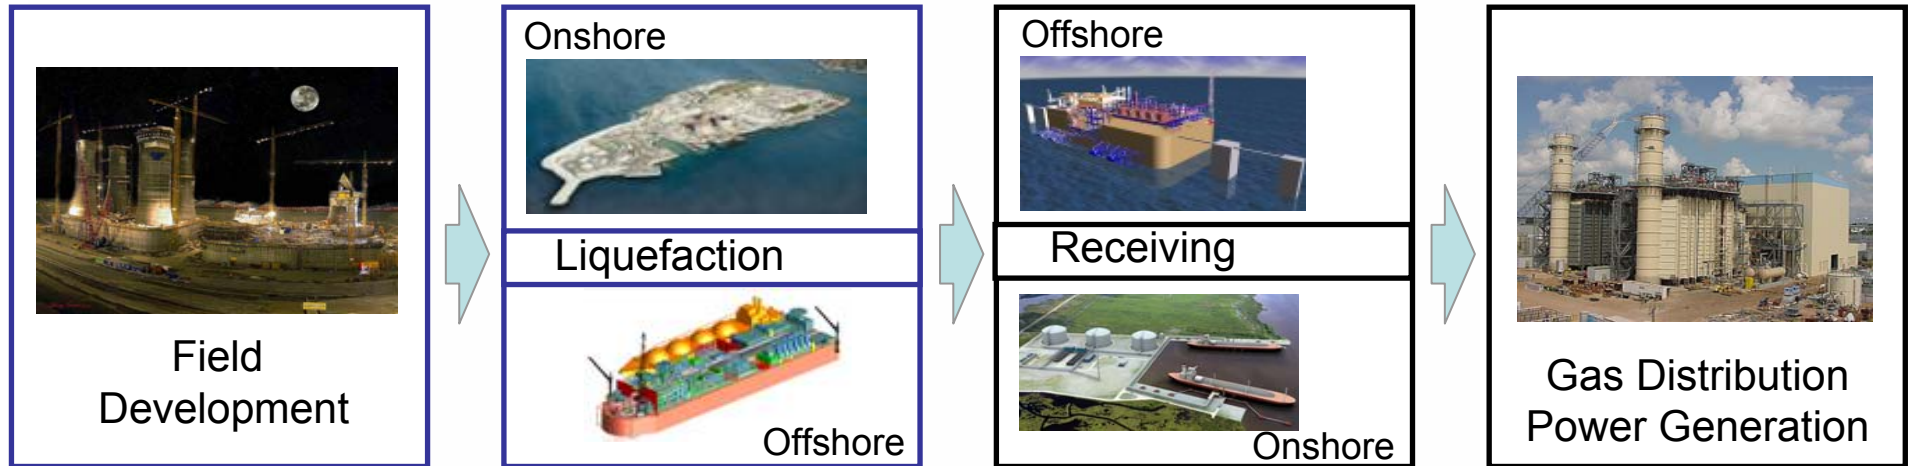 Field
Development
Onshore
Liquefaction
Offshore
Offshore
Receiving
Onshore
Gas Distribution
Power Generation